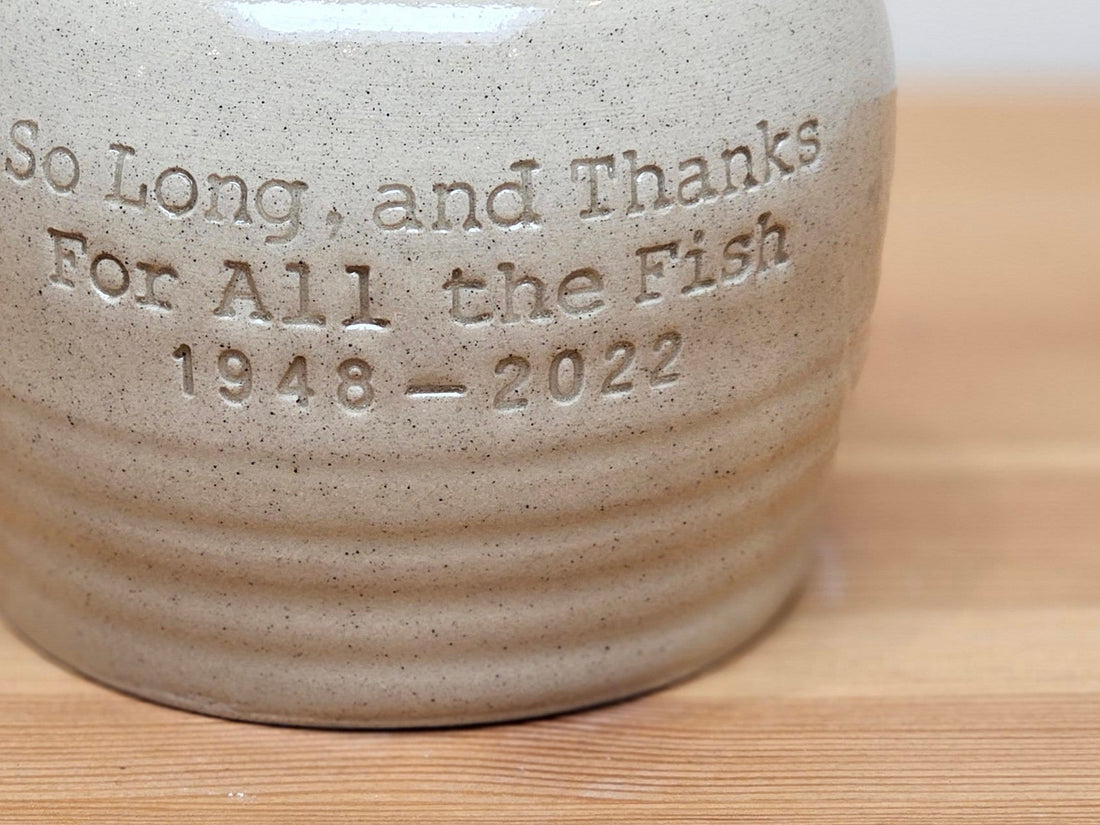 So Long, and Thanks
For All the Fish
1948 — 2022